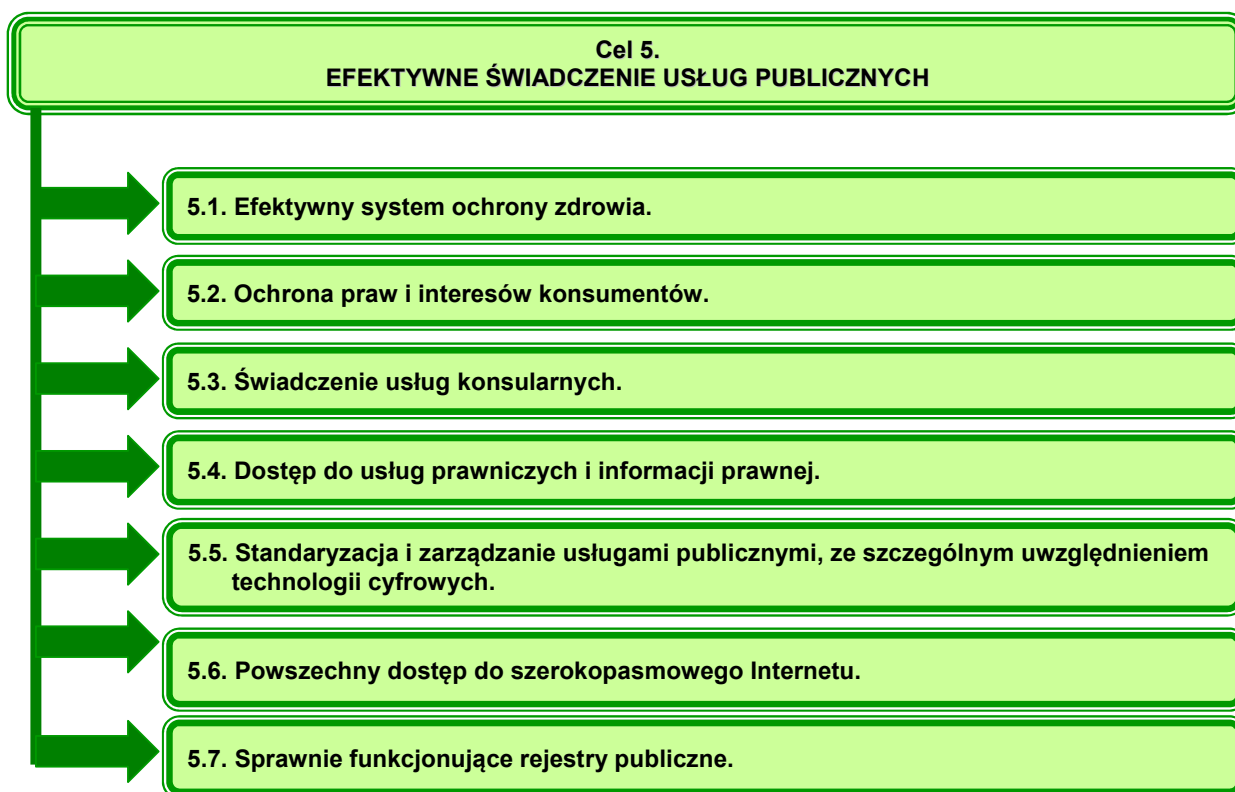 Cel 5.
EFEKTYWNE ŚWIADCZENIE USŁUG PUBLICZNYCH
5.1. Efektywny system ochrony zdrowia.
5.2. Ochrona praw i interesów konsumentów.
5.3. Świadczenie usług konsularnych.
5.4. Dostęp do usług prawniczych i informacji prawnej.
5.5. Standaryzacja i zarządzanie usługami publicznymi, ze szczególnym uwzględnieniem
technologii cyfrowych.
5.6. Powszechny dostęp do szerokopasmowego Internetu.
5.7. Sprawnie funkcjonujące rejestry publiczne.